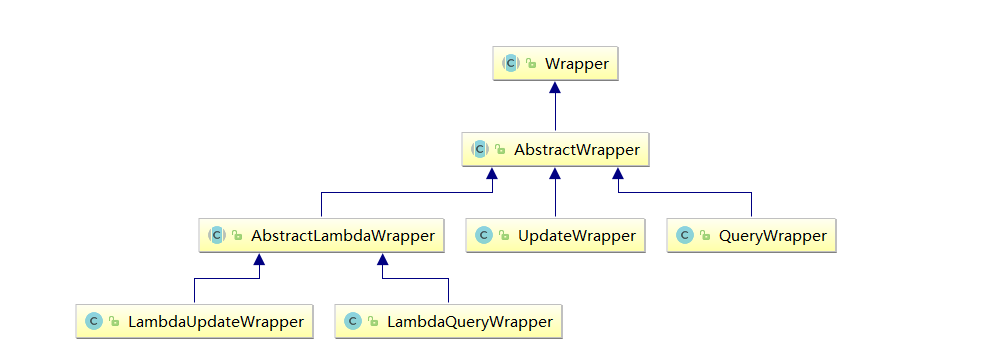 Wrapper
AbstractWrapper
AbstractLambdaWrapper
UpdateWrapper
QueryWrapper
LambdaUpdateWrapper
LambdaQueryWrapper